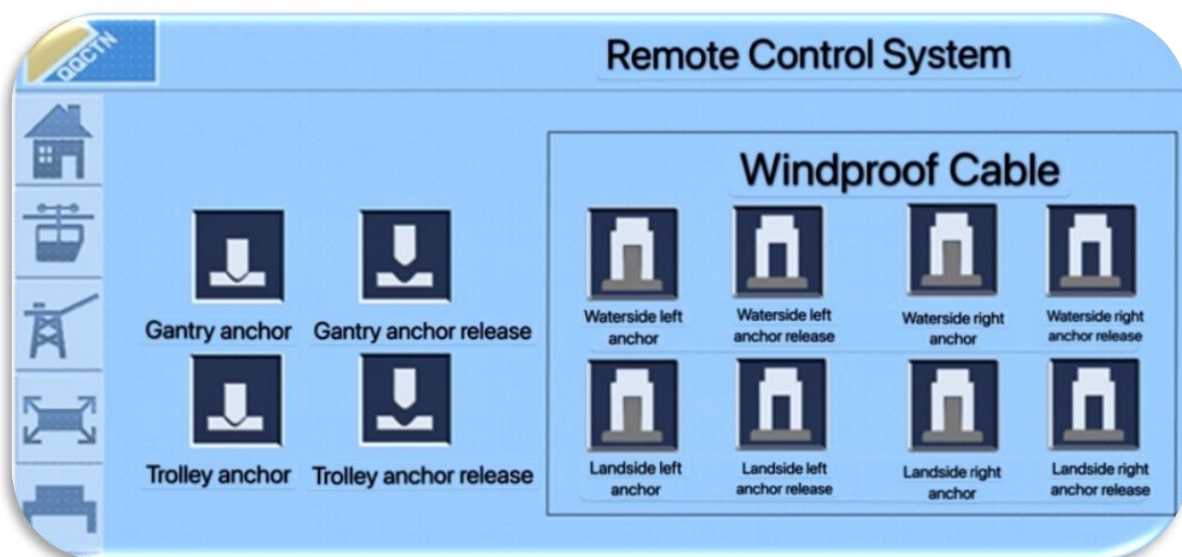 QQCTN
Remote Control System
Windproof Cable
Gantry anchor
Gantry anchor release
Trolley anchor
Trolley anchor release
Waterside left
anchor
Waterside left
anchor release
Waterside right
anchor
Waterside right
anchor release
Landside left
anchor
Landside left
anchor release
Landside right
anchor
Landside right
anchor release